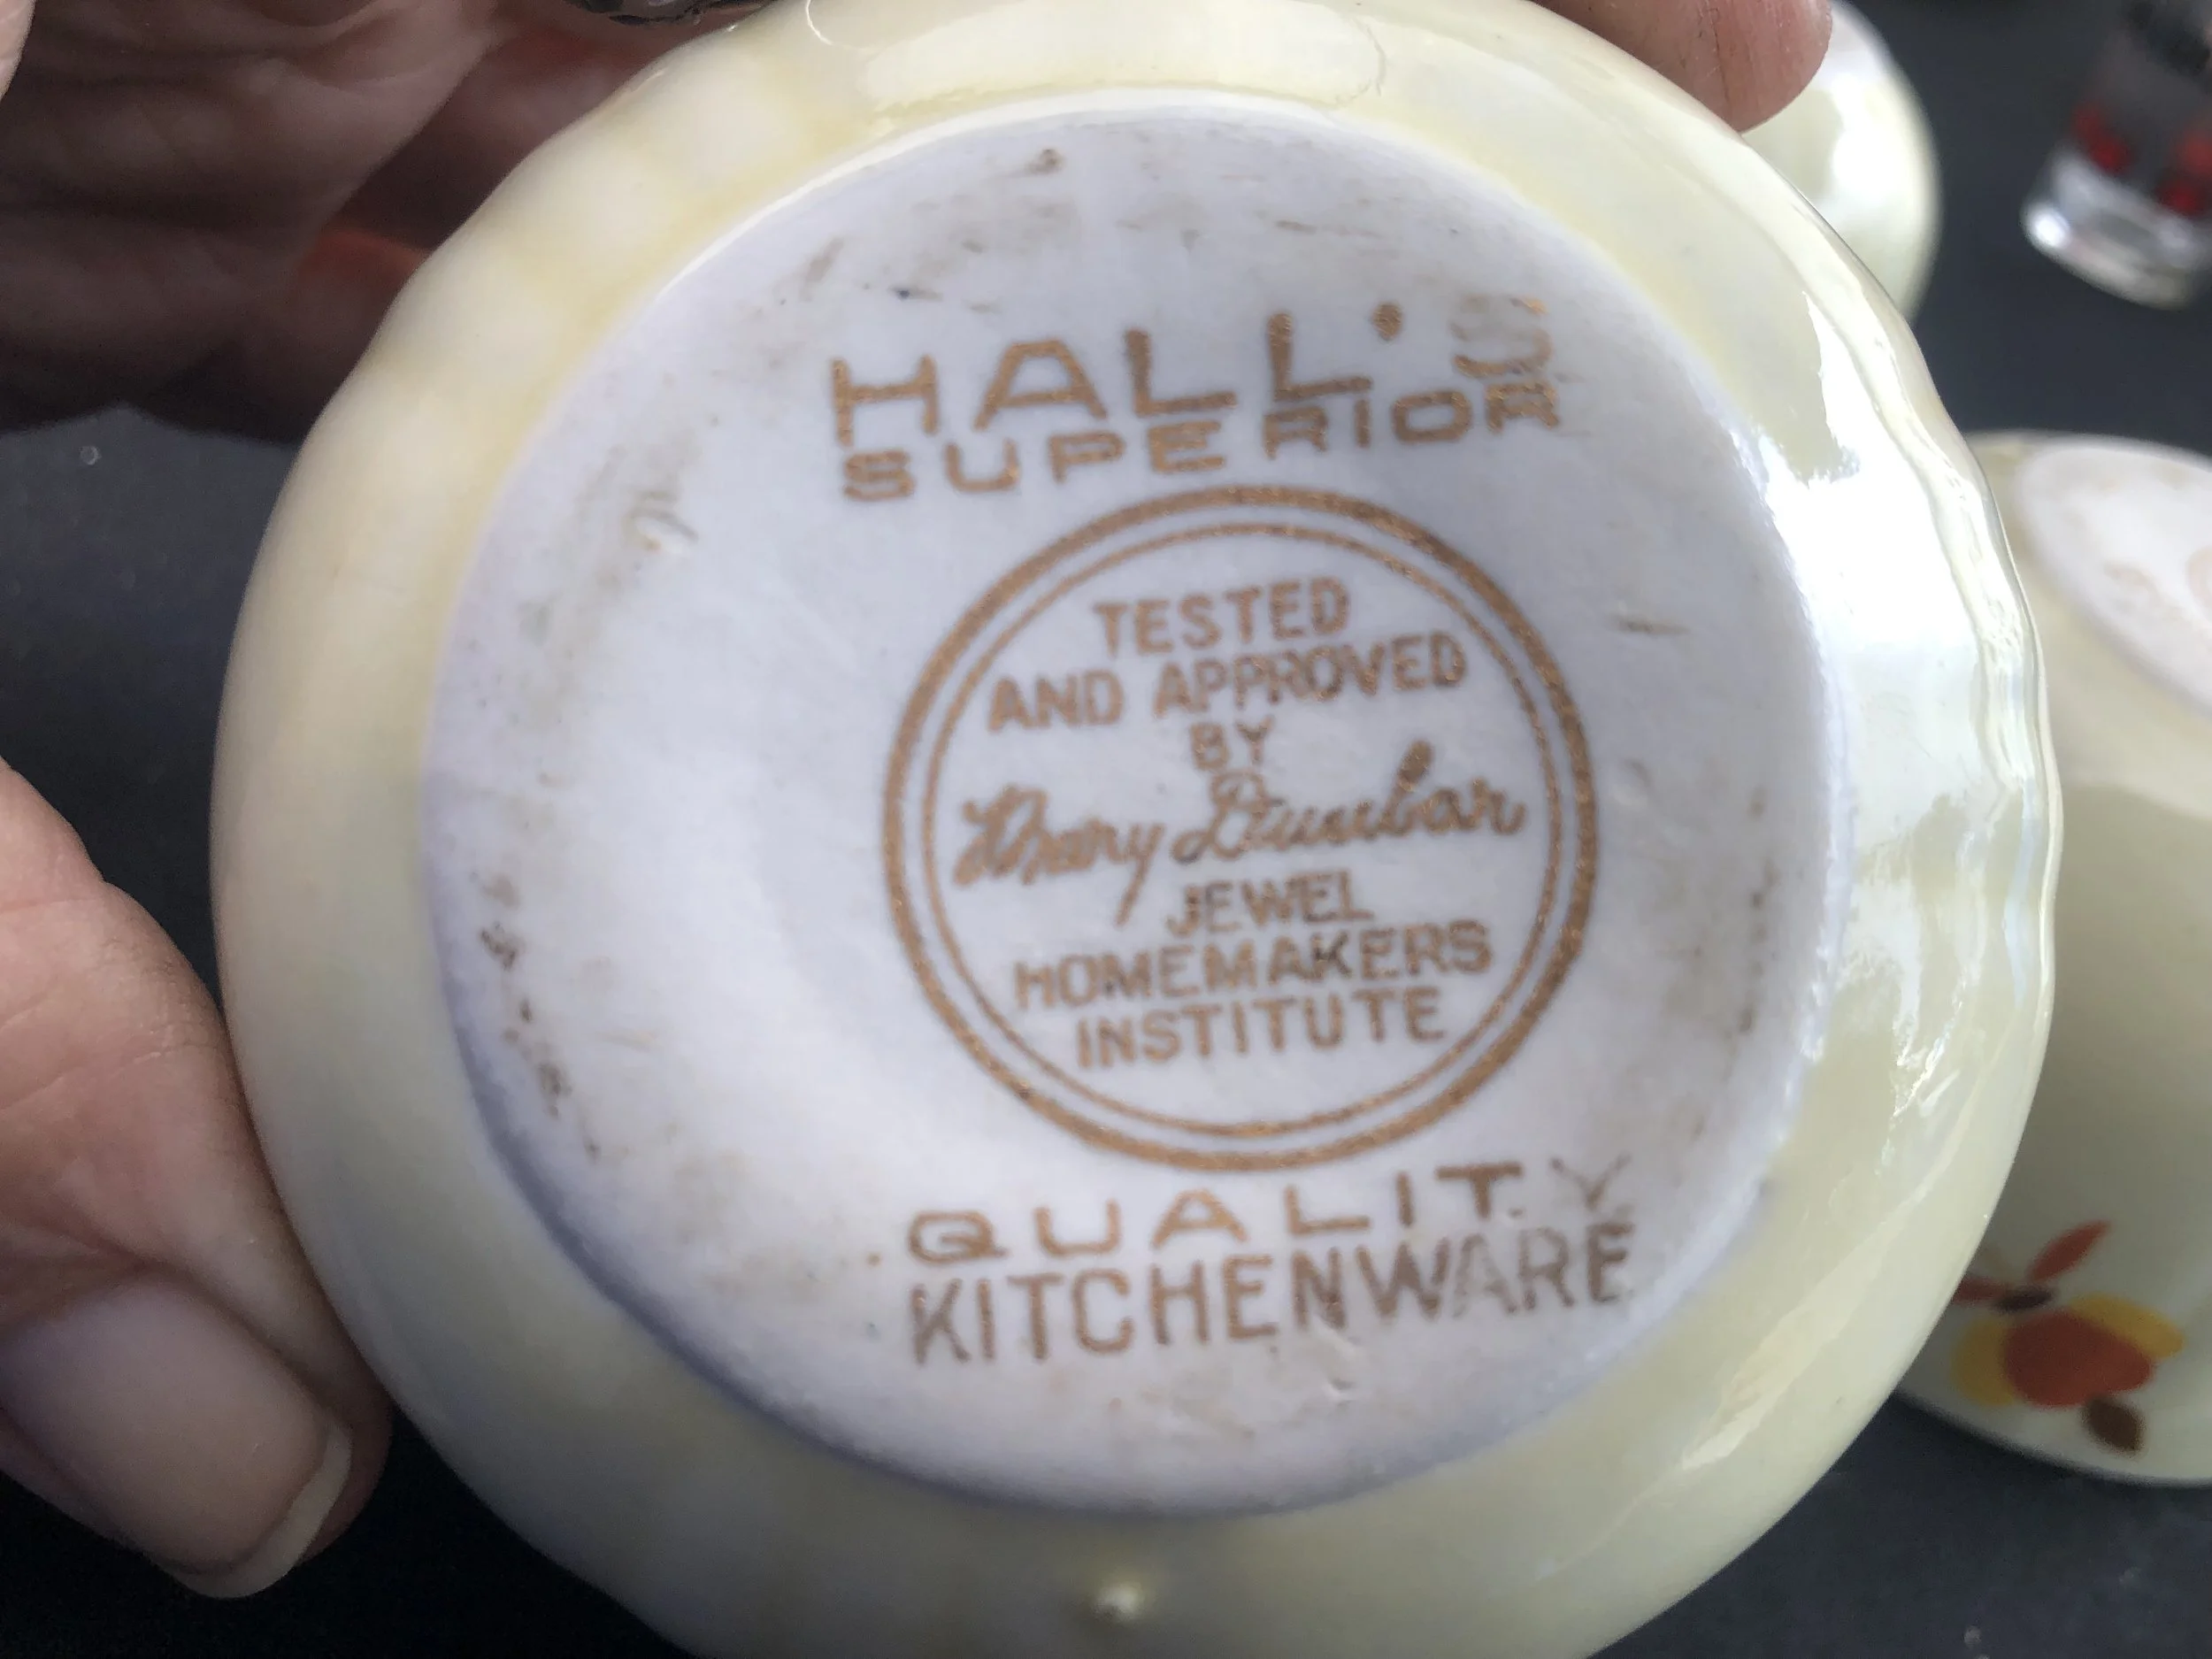 HALL'S
SUPERIOR
TESTED
AND APPROVED
BY
Mary Dunbar
JEWEL
HOMEMAKERS
INSTITUTE
QUALITY
KITCHENWARE